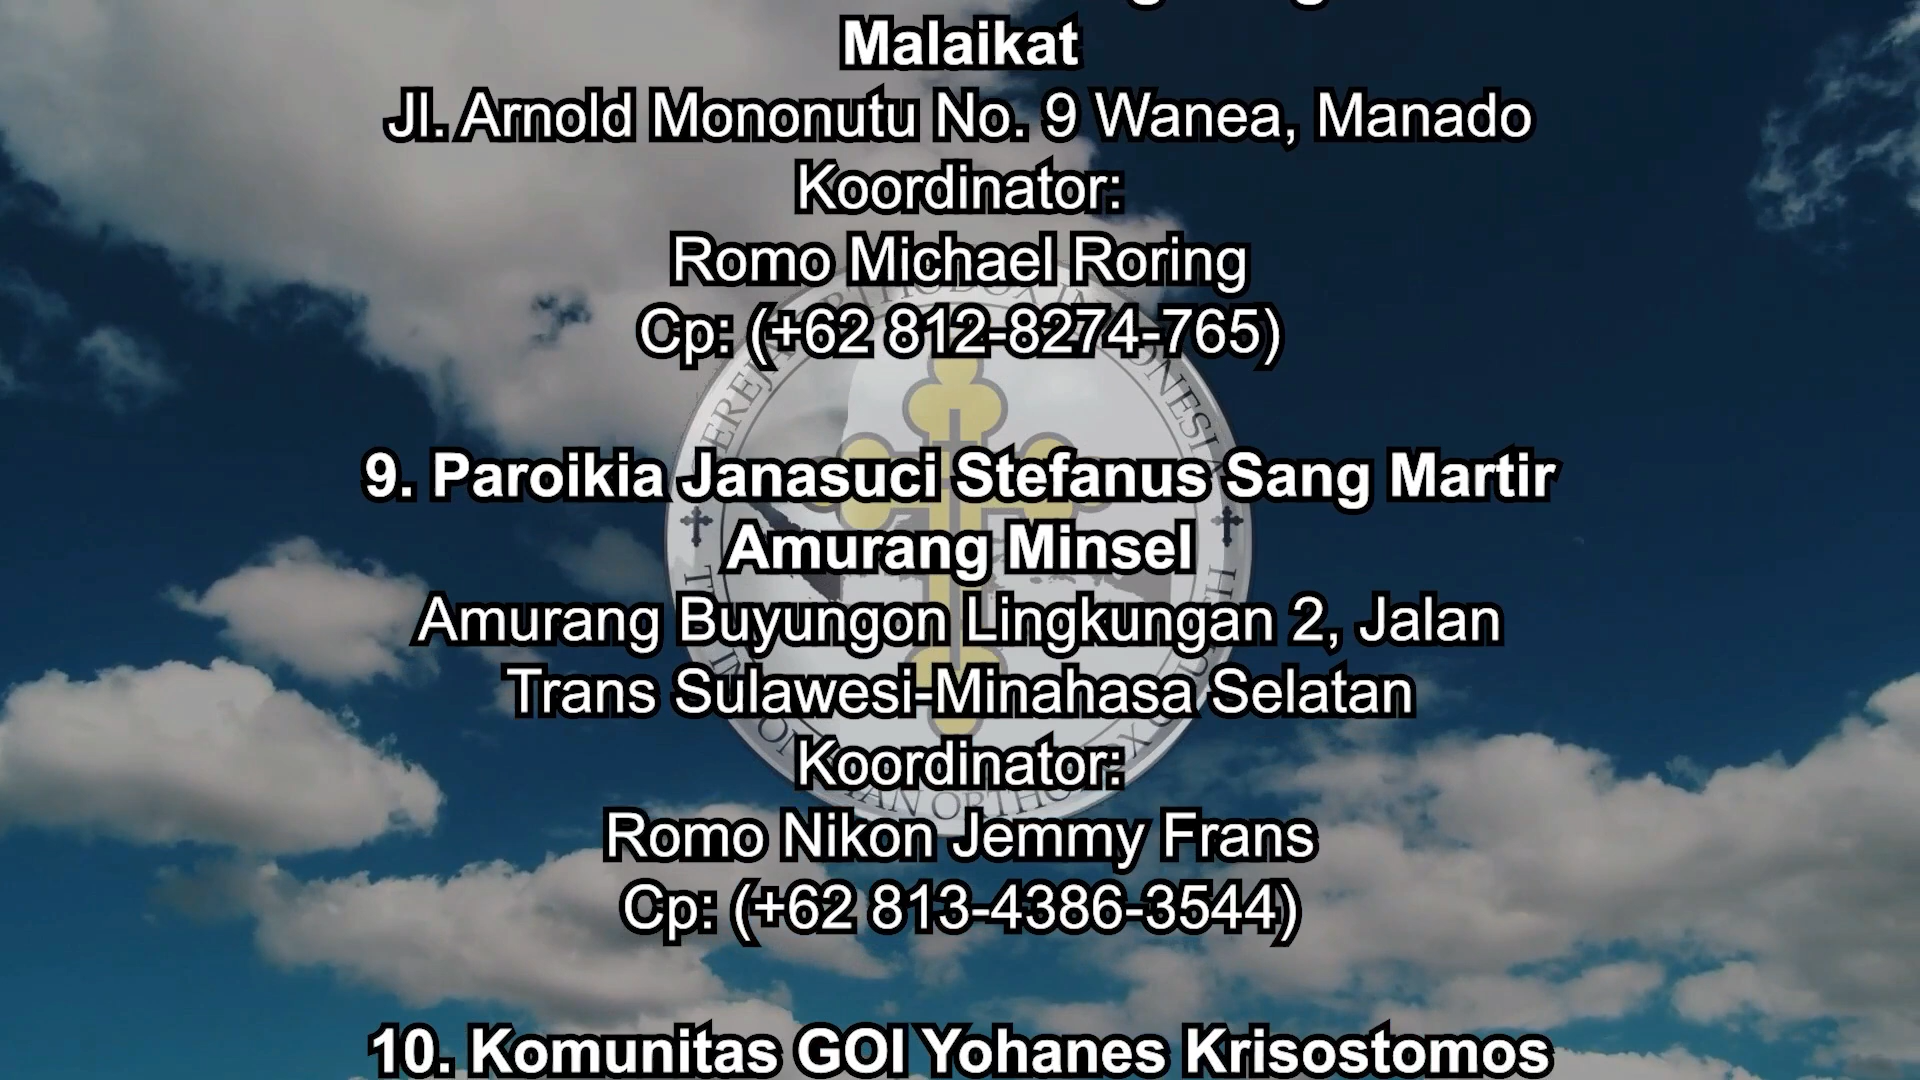 Malaikat
Jl. Arnold Mononutu No. 9 Wanea, Manado
Koordinator:
Romo Michael Roring
Cp: (+62 812-8274-765)
9. Paroikia Janasuci Stefanus Sang Martir
Amurang Minsel
Amurang Buyungon Lingkungan 2, Jalan
Trans Sulawesi-Minahasa Selatan
Koordinator:
Romo Nikon Jemmy Frans
Cp: (+62 813-4386-3544)
10. Komunitas GOI Yohanes Krisostomos